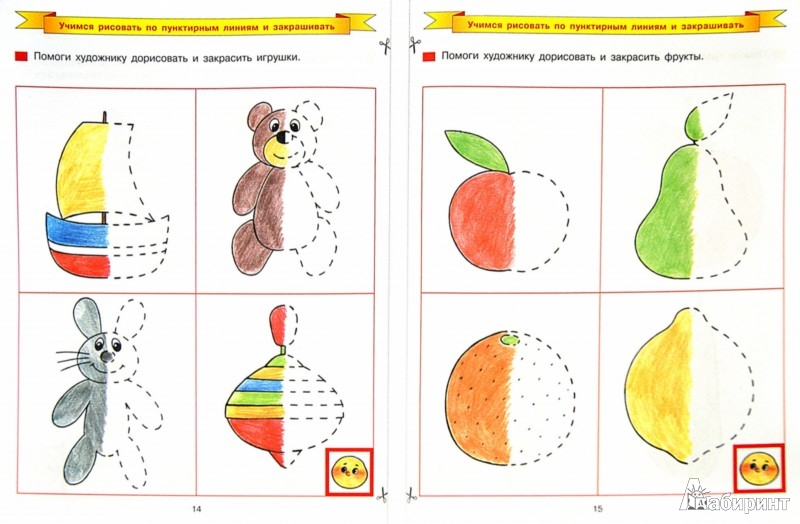 Учимся рисовать по пунктирным линиям и закрашивать
Помоги художнику дорисовать и закрасить игрушки.
14
Учимся рисовать по пунктирным линиям и закрашивать
Помоги художнику дорисовать и закрасить фрукты.
15
Лабиринт